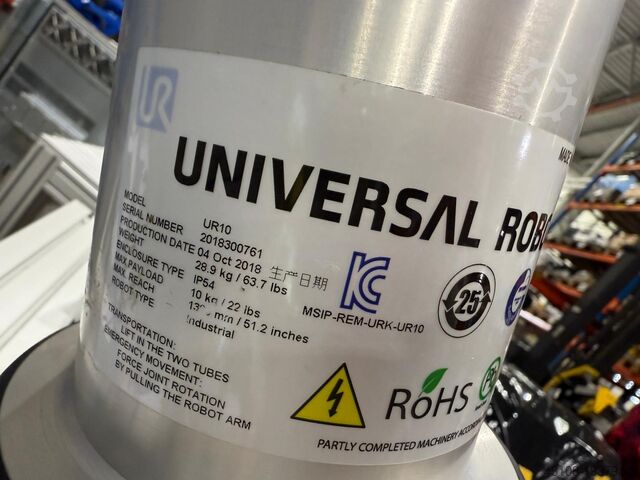 UR
UNIVERSAL ROBO
MADE
MODEL UR10
SERIAL NUMBER 2018300761
PRODUCTION DATE 04 Oct 2018 生产日期
WEIGHT 28.9 kg / 63.7 lbs
ENCLOSURE TYPE IP54
MAX. PAYLOAD 10 kg / 22 lbs
MAX. REACH mm / 51.2 inches
ROBOT TYPE Industrial
MSIP-REM-URK-UR10
25
TRANSPORTATION:
LIFT IN THE TWO TUBES
EMERGENCY MOVEMENT:
FORCE JOINT ROTATION
BY PULLING THE ROBOT ARM
RoHS
PARTLY COMPLETED MACHINERY